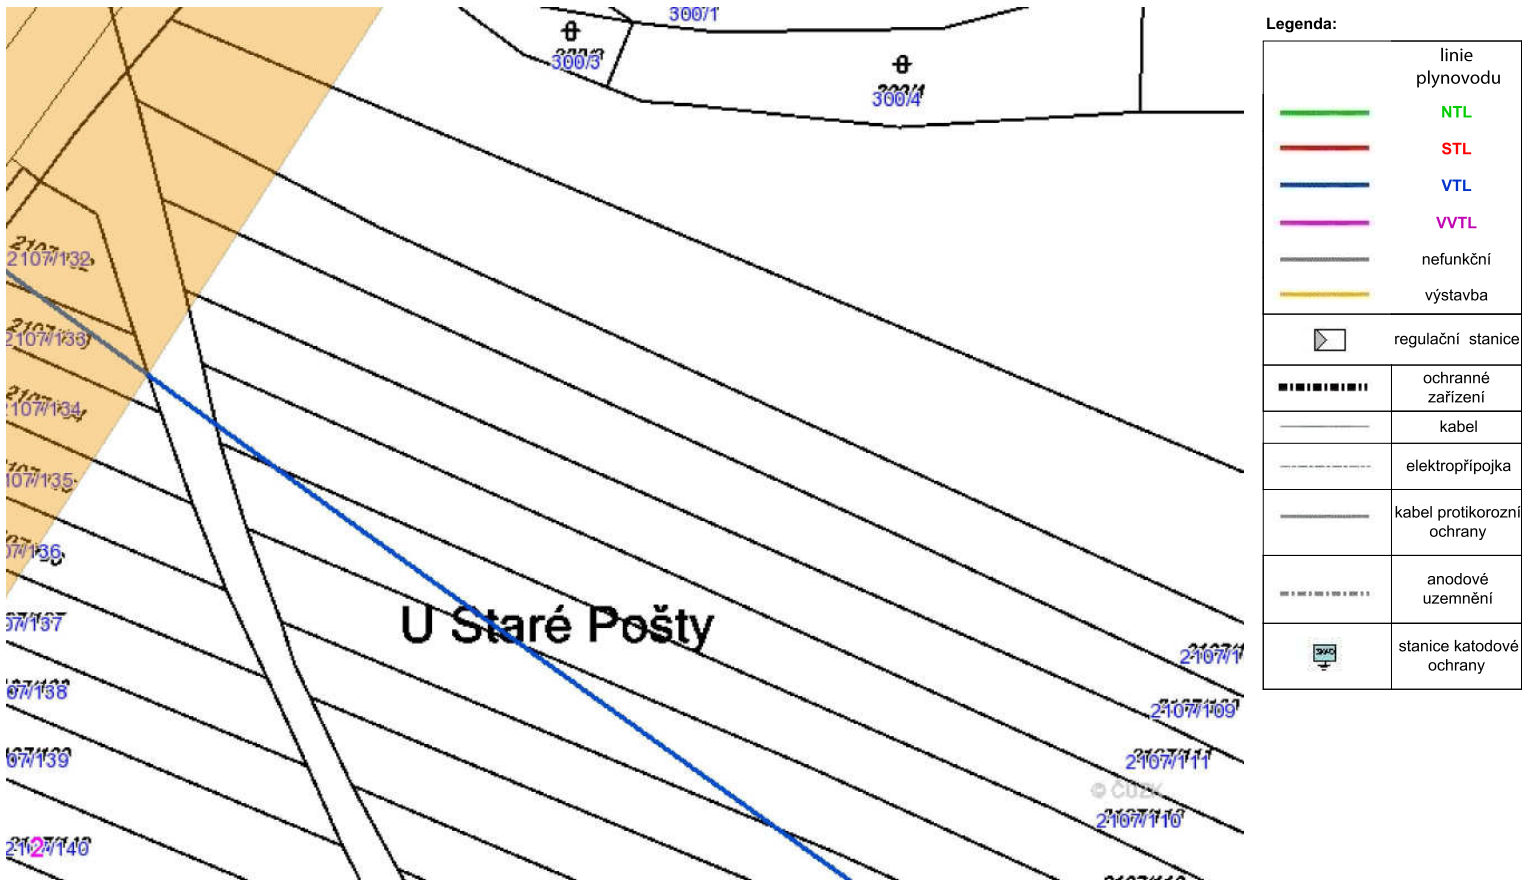 300/1
300/3
300/4
2107/132
2107/133
107/134
107/135
07/136
07/137
07/138
07/139
2107/140
2
U Staré Pošty
2107/1
2107/109
2107/111
© ČÚZK
2107/110
Legenda:
linie
plynovodu
NTL
STL
VTL
VVTL
nefunkční
výstavba
regulační stanice
ochranné
zařízení
kabel
elektropřípojka
kabel protikorozní
ochrany
anodové
uzemnění
SKAO
stanice katodové
ochrany